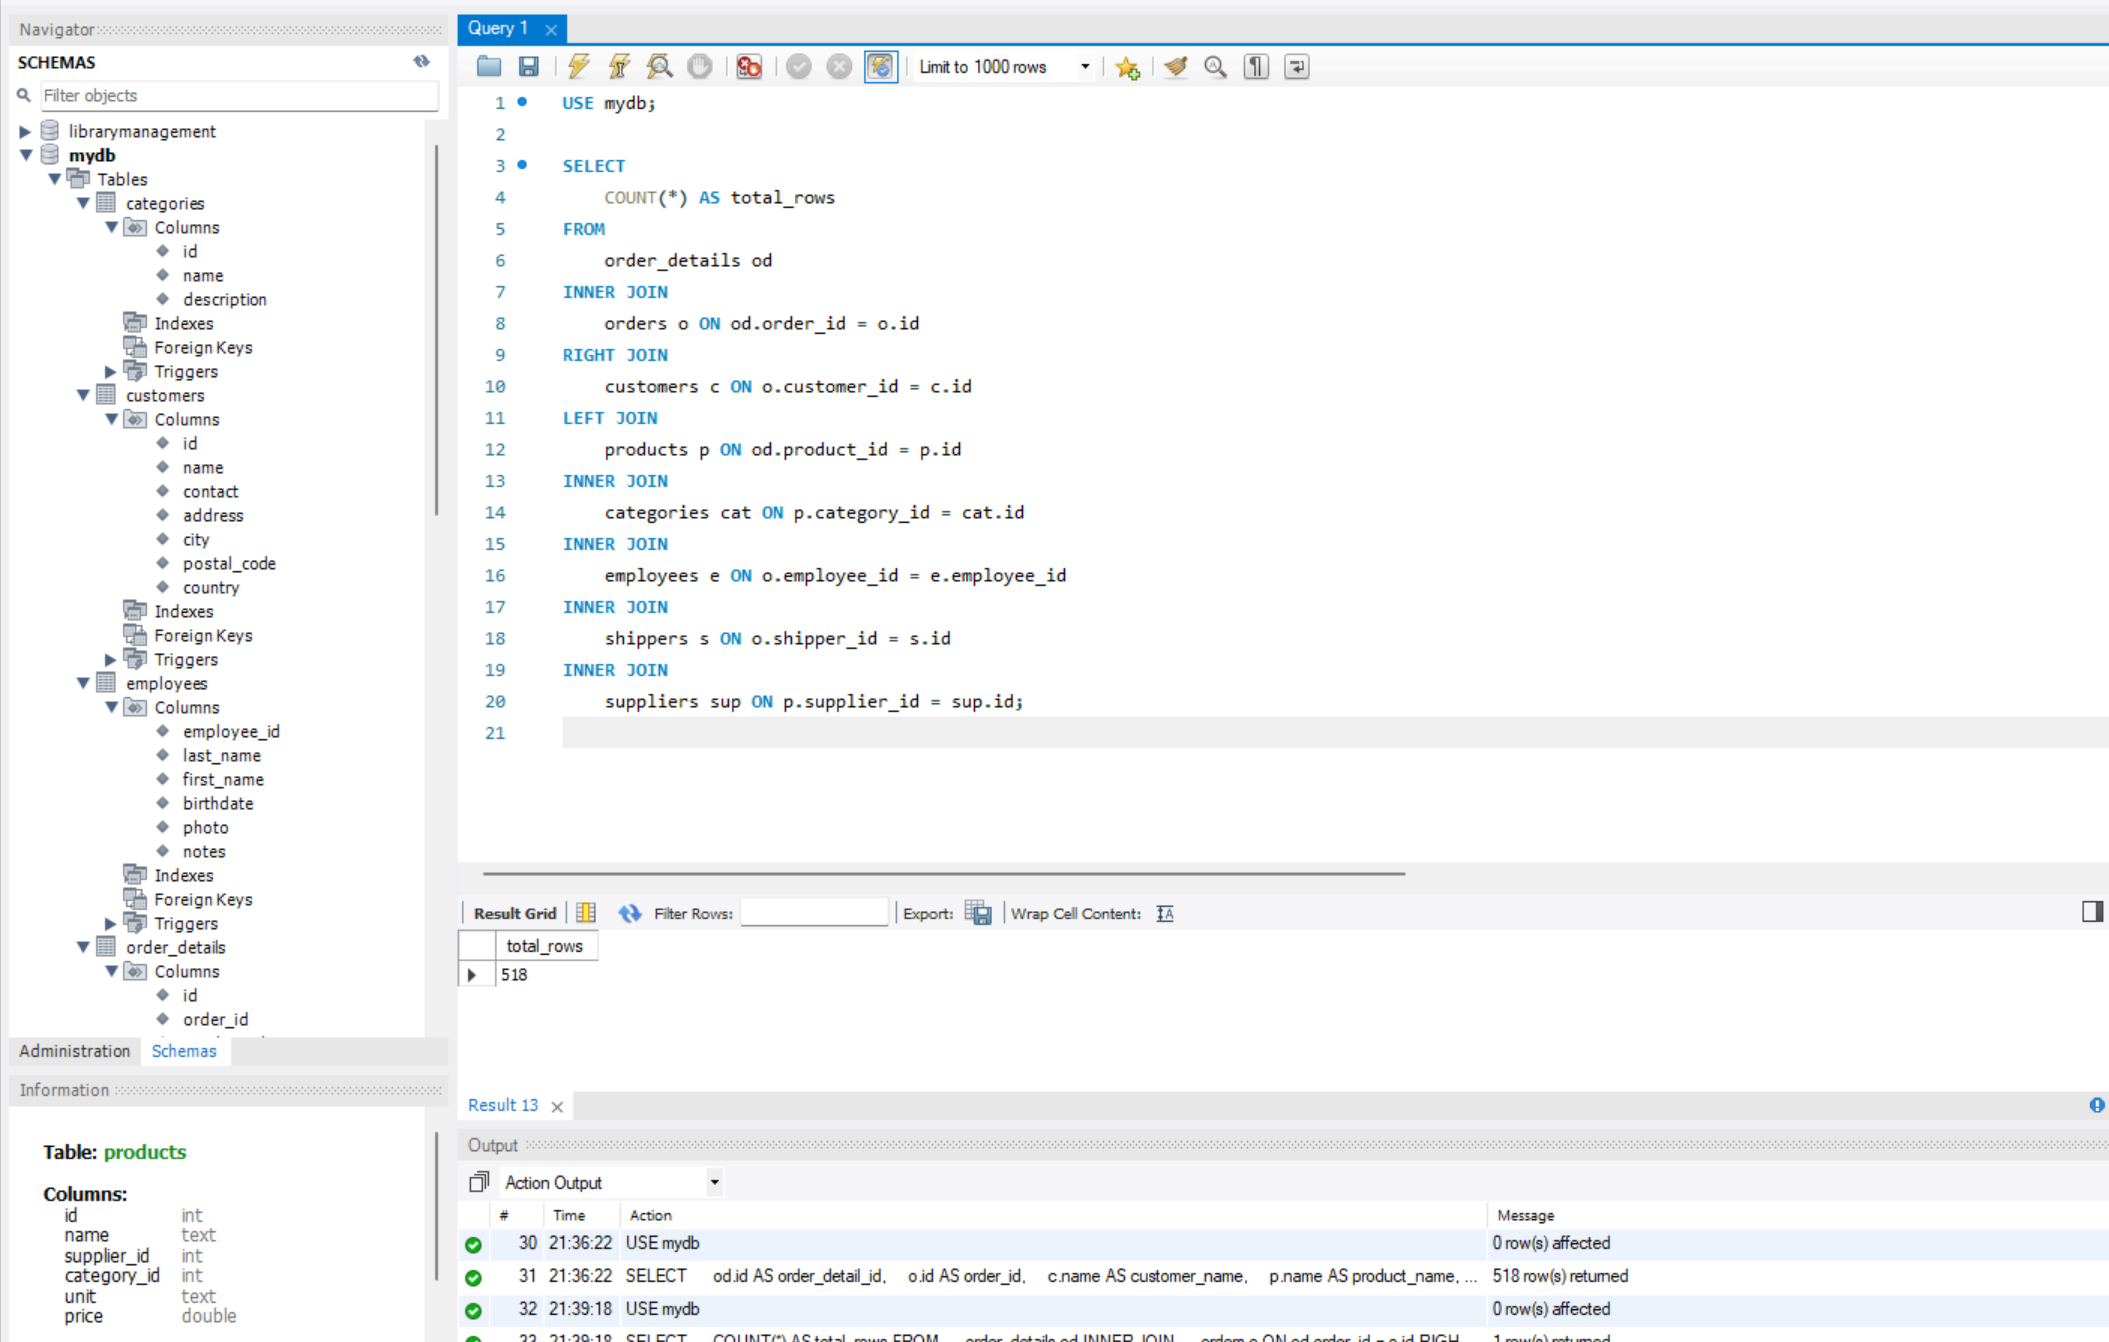 Navigator
SCHEMAS
Filter objects
librarymanagement
mydb
Tables
categories
Columns
id
name
description
Indexes
Foreign Keys
Triggers
customers
Columns
id
name
contact
address
city
postal_code
country
Indexes
Foreign Keys
Triggers
employees
Columns
employee_id
last_name
first_name
birthdate
photo
notes
Indexes
Foreign Keys
Triggers
order_details
Columns
id
order_id
Administration Schemas
Information
Table: products
Columns:
id int
name text
supplier_id int
category_id int
unit text
price double
Query 1
Limit to 1000 rows
1 USE mydb;
2
3 SELECT
4 COUNT(*) AS total_rows
5 FROM
6 order_details od
7 INNER JOIN
8 orders o ON od.order_id = o.id
9 RIGHT JOIN
10 customers c ON o.customer_id = c.id
11 LEFT JOIN
12 products p ON od.product_id = p.id
13 INNER JOIN
14 categories cat ON p.category_id = cat.id
15 INNER JOIN
16 employees e ON o.employee_id = e.employee_id
17 INNER JOIN
18 shippers s ON o.shipper_id = s.id
19 INNER JOIN
20 suppliers sup ON p.supplier_id = sup.id;
21
Result Grid Filter Rows: Export: Wrap Cell Content:
total_rows
518
Result 13
Output
Action Output
# Time Action Message
30 21:36:22 USE mydb 0 row(s) affected
31 21:36:22 SELECT od.id AS order_detail_id, o.id AS order_id, c.name AS customer_name, p.name AS product_name, ... 518 row(s) returned
32 21:39:18 USE mydb 0 row(s) affected
33 21:39:18 SELECT COUNT(*) AS total_rows FROM order_details od INNER JOIN orders o ON od.order_id = o.id RIGH... 1 row(s) returned